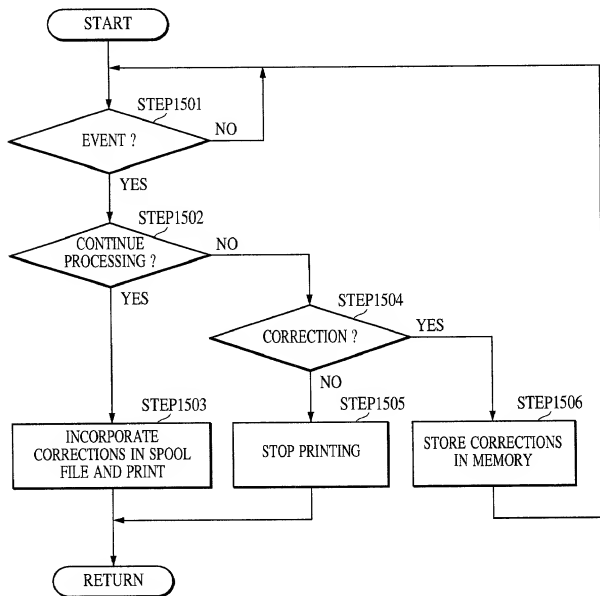 START
STEP1501
EVENT ?
NO
YES
STEP1502
CONTINUE
PROCESSING ?
NO
YES
STEP1504
CORRECTION ?
YES
NO
STEP1503
INCORPORATE
CORRECTIONS IN SPOOL
FILE AND PRINT
STEP1505
STOP PRINTING
STEP1506
STORE CORRECTIONS
IN MEMORY
RETURN